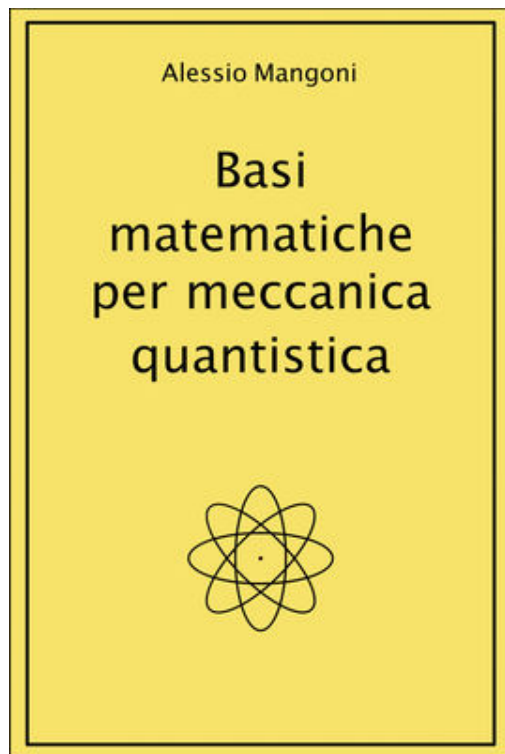 Alessio Mangoni
Basi
matematiche
per meccanica
quantistica